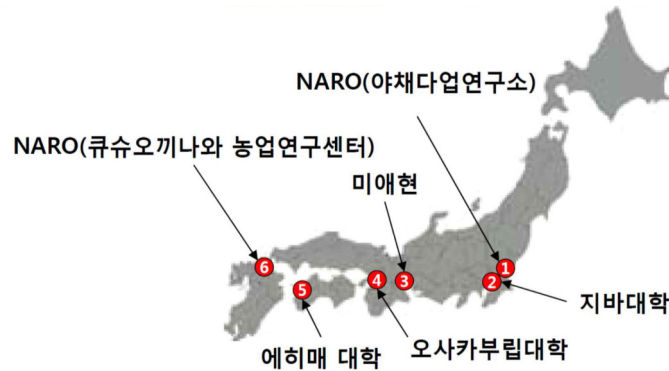 NARO(야채다업연구소)
NARO(큐슈오끼나와 농업연구센터)
미애현
6
5
4
3
1
2
지바대학
에히매 대학
오사카부립대학